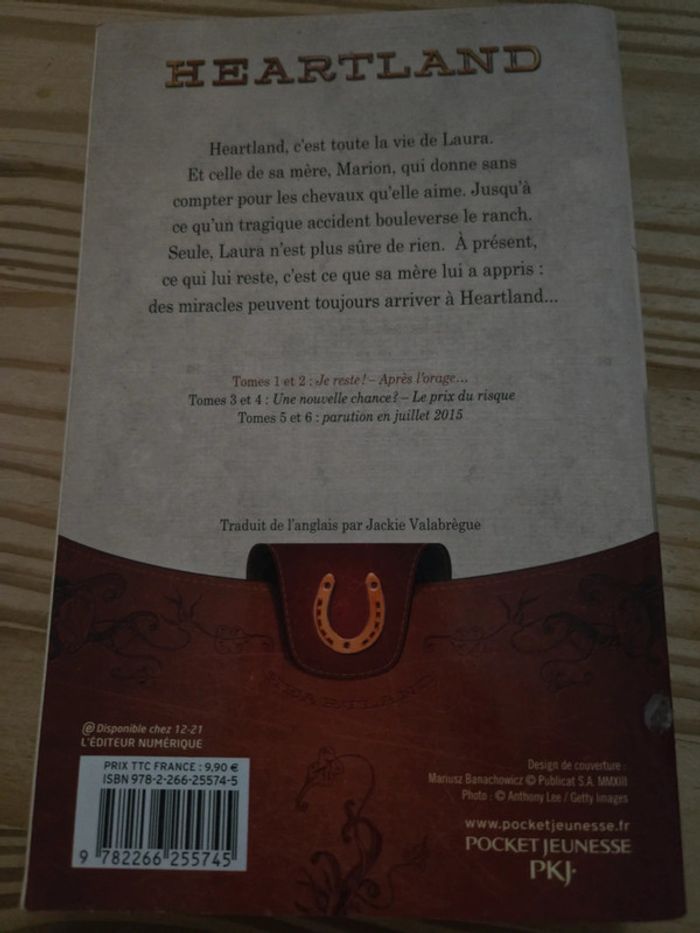 HEARTLAND
Heartland, c'est toute la vie de Laura.
Et celle de sa mère, Marion, qui donne sans
compter pour les chevaux qu'elle aime. Jusqu'à
ce qu'un tragique accident bouleverse le ranch.
Seule, Laura n'est plus sûre de rien. À présent,
ce qui lui reste, c'est ce que sa mère lui a appris :
des miracles peuvent toujours arriver à Heartland...
Tomes 1 et 2 : Je reste ! – Après l'orage...
Tomes 3 et 4 : Une nouvelle chance ? – Le prix du risque
Tomes 5 et 6 : parution en juillet 2015
Traduit de l'anglais par Jackie Valabrègue
HEARTLAND
@ Disponible chez 12-21
L'ÉDITEUR NUMÉRIQUE
PRIX TTC FRANCE : 9,90 €
ISBN 978-2-266-25574-5
9 782266 255745
Design de couverture :
Mariusz Banachowicz © Publicat S.A. MMXIII
Photo : © Anthony Lee / Getty Images
www.pocketjeunesse.fr
POCKET JEUNESSE
PKJ·